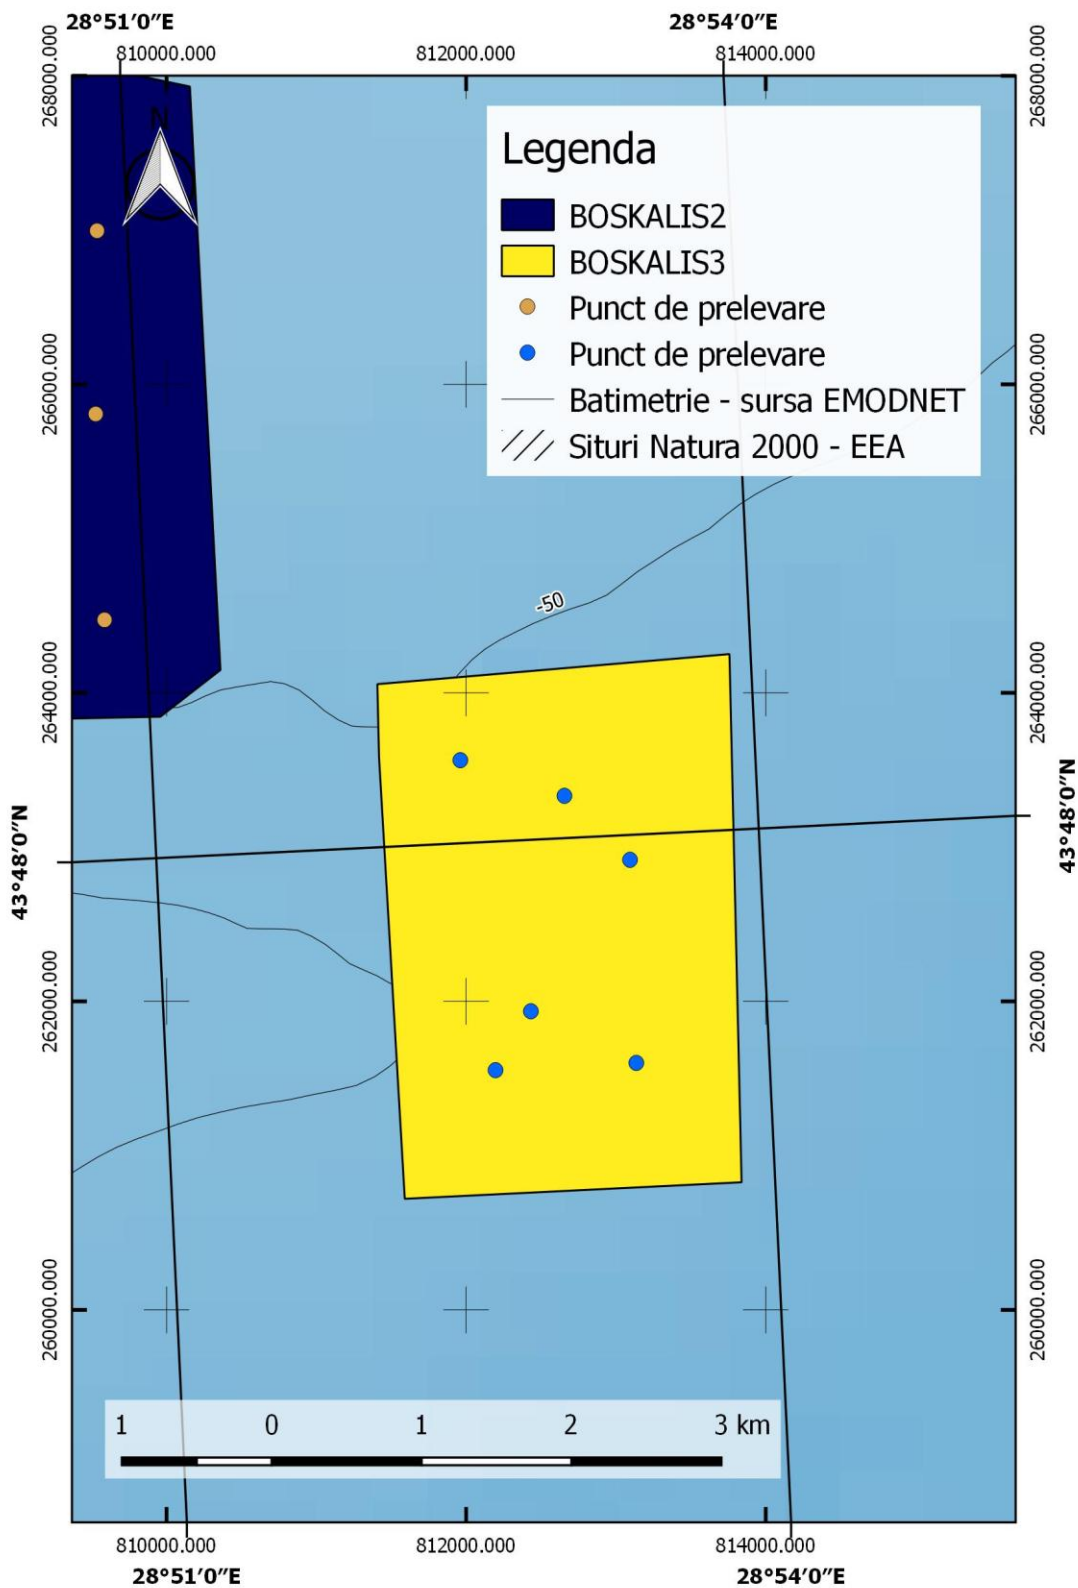 28°51'0"E
28°54'0"E
810000.000
812000.000
814000.000
268000.000
268000.000
N
Legenda
BOSKALIS2
BOSKALIS3
Punct de prelevare
Punct de prelevare
Batimetrie - sursa EMODNET
Situri Natura 2000 - EEA
266000.000
266000.000
-50
264000.000
264000.000
43°48'0"N
43°48'0"N
262000.000
262000.000
260000.000
260000.000
1 0 1 2 3 km
810000.000
812000.000
814000.000
28°51'0"E
28°54'0"E